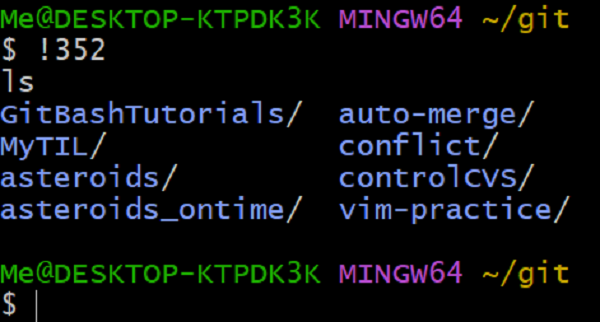 Me@DESKTOP-KTPDK3K MINGW64 ~/git
$ !352
ls
GitBashTutorials/  auto-merge/
MyTIL/             conflict/
asteroids/         controlCVS/
asteroids_ontime/  vim-practice/

Me@DESKTOP-KTPDK3K MINGW64 ~/git
$